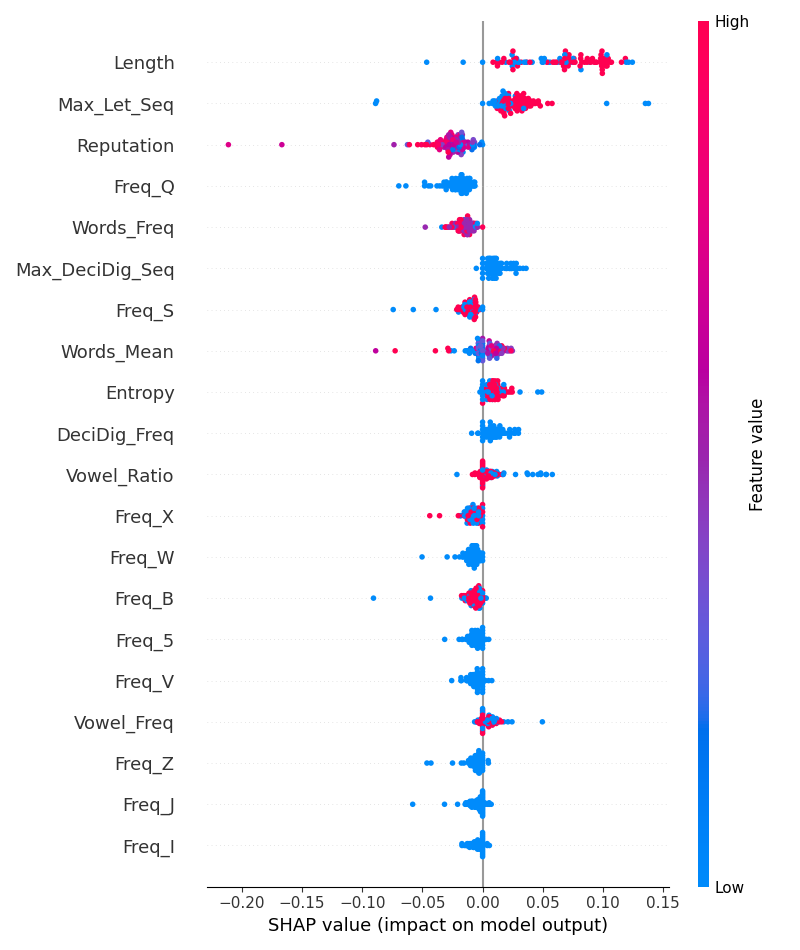 High
Length
Max_Let_Seq
Reputation
Freq_Q
Words_Freq
Max_DeciDig_Seq
Freq_S
Words_Mean
Entropy
DeciDig_Freq
Vowel_Ratio
Freq_X
Freq_W
Freq_B
Freq_5
Freq_V
Vowel_Freq
Freq_Z
Freq_J
Freq_I
Feature value
Low
−0.20 −0.15 −0.10 −0.05 0.00 0.05 0.10 0.15
SHAP value (impact on model output)